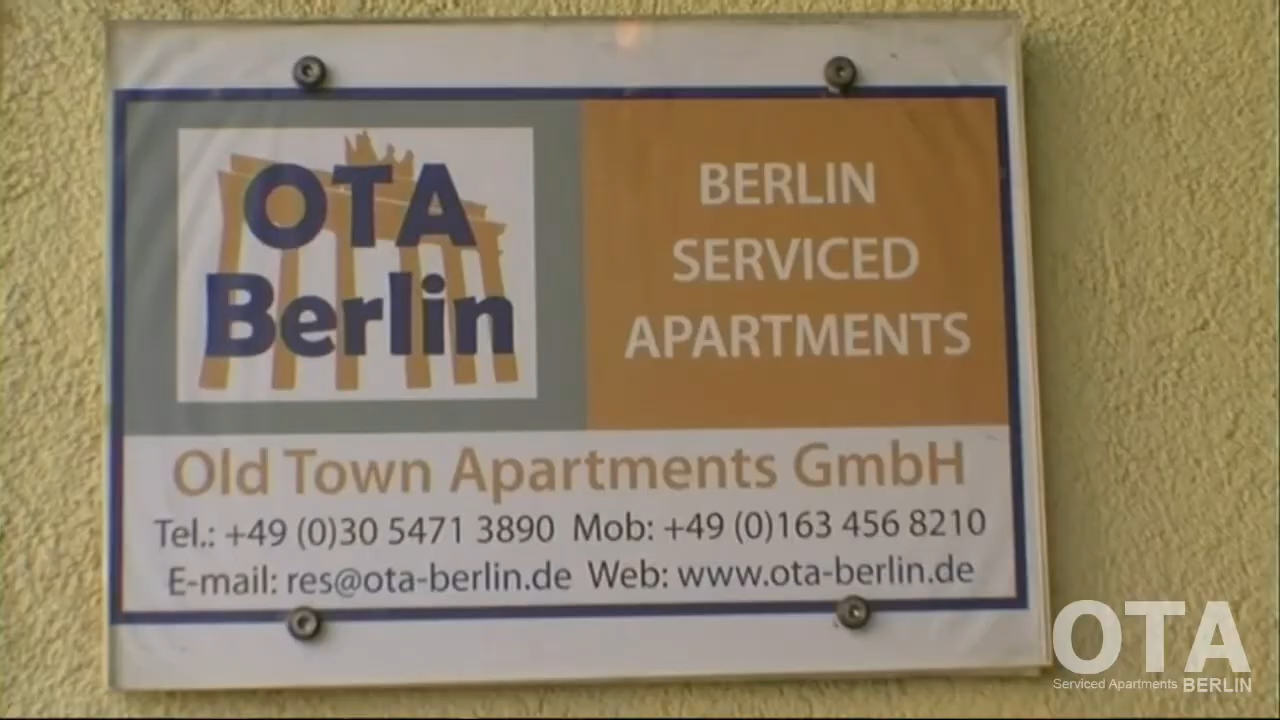 OTA
Berlin
BERLIN
SERVICED
APARTMENTS
Old Town Apartments GmbH
Tel.: +49 (0)30 5471 3890 Mob: +49 (0)163 456 8210
E-mail: res@ota-berlin.de Web: www.ota-berlin.de
OTA
Serviced Apartments BERLIN